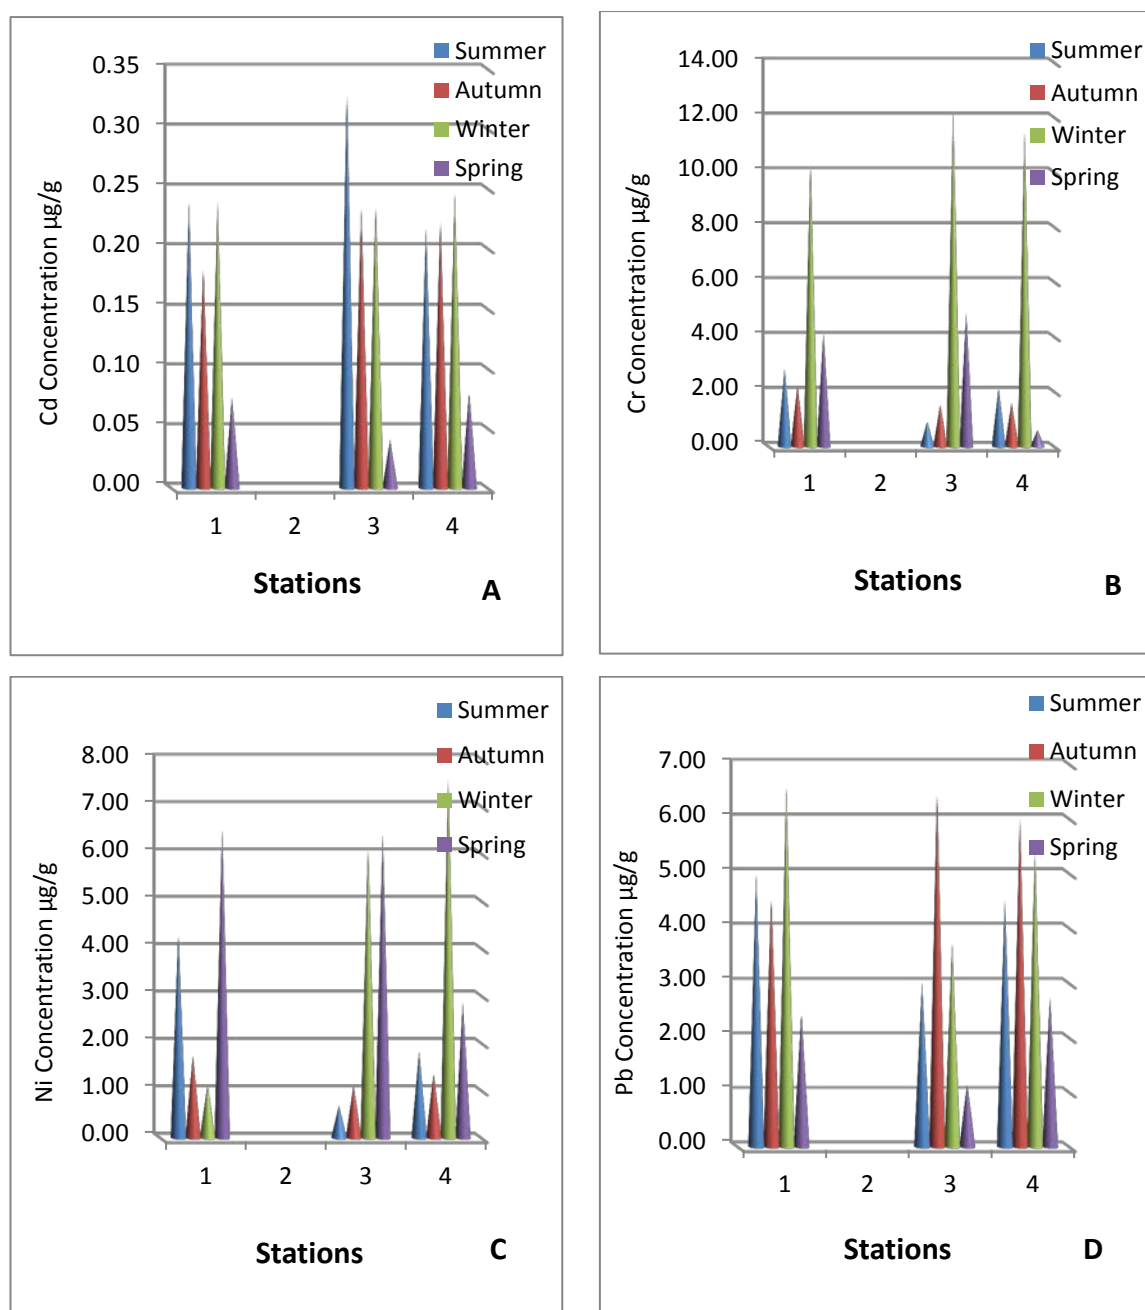 Summer
Autumn
Winter
Spring
0.35
0.30
0.25
0.20
0.15
0.10
0.05
0.00
Cd Concentration µg/g
1 2 3 4
Stations
A
Summer
Autumn
Winter
Spring
14.00
12.00
10.00
8.00
6.00
4.00
2.00
0.00
Cr Concentration µg/g
1 2 3 4
Stations
B
Summer
Autumn
Winter
Spring
8.00
7.00
6.00
5.00
4.00
3.00
2.00
1.00
0.00
Ni Concentration µg/g
1 2 3 4
Stations
C
Summer
Autumn
Winter
Spring
7.00
6.00
5.00
4.00
3.00
2.00
1.00
0.00
Pb Concentration µg/g
1 2 3 4
Stations
D